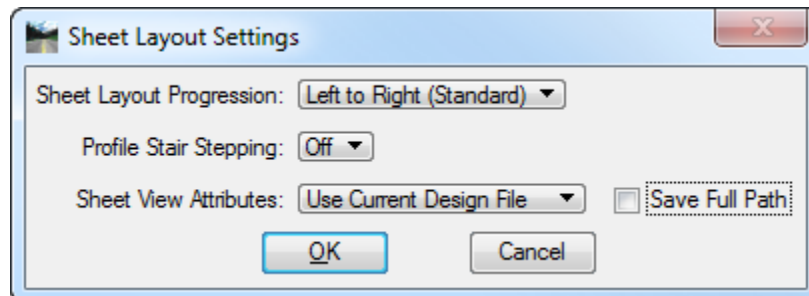 Sheet Layout Settings
Sheet Layout Progression: Left to Right (Standard)
Profile Stair Stepping: Off
Sheet View Attributes: Use Current Design File Save Full Path
OK Cancel